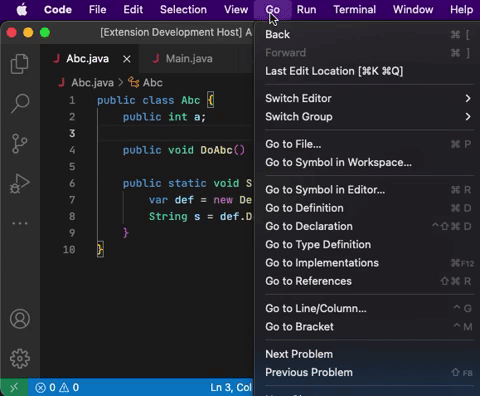 Code File Edit Selection View Go Run Terminal Window Help
[Extension Development Host] A
J Abc.java × J Main.java
J Abc.java > Abc
1 public class Abc {
2 public int a;
3
4 public void DoAbc()
5
6 public static void S
7 var def = new De
8 String s = def.D
9 }
10 }
0 0
Ln 3, Col
Back ⌘ [
Forward ⌘ ]
Last Edit Location [⌘K ⌘Q]
Switch Editor >
Switch Group >
Go to File... ⌘ P
Go to Symbol in Workspace...
Go to Symbol in Editor... ⌘ R
Go to Definition ⌘ D
Go to Declaration ⌃⇧⌘ D
Go to Type Definition
Go to Implementations ⌘F12
Go to References ⇧⌘ R
Go to Line/Column... ⌃ G
Go to Bracket ⌃ M
Next Problem
Previous Problem ⇧ F8